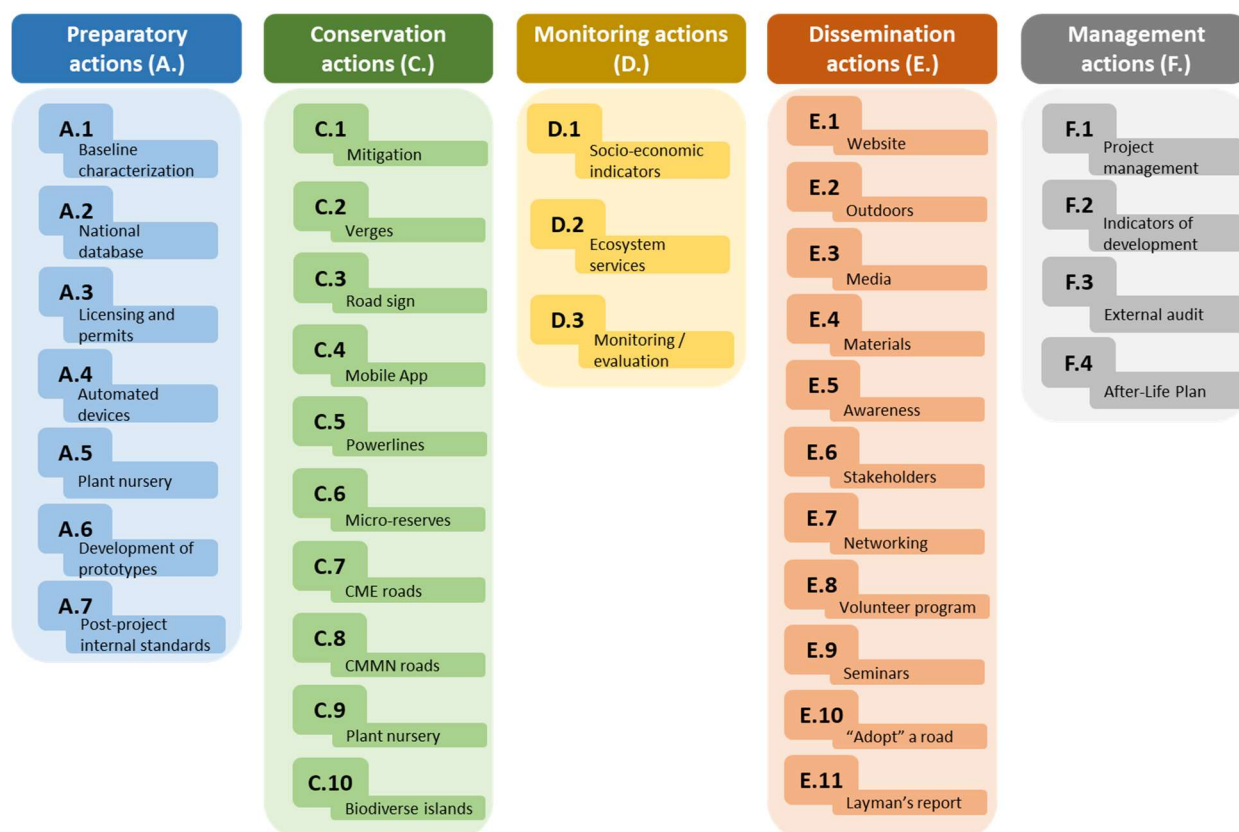 Preparatory
actions (A.)
A.1
Baseline
characterization
A.2
National
database
A.3
Licensing and
permits
A.4
Automated
devices
A.5
Plant nursery
A.6
Development of
prototypes
A.7
Post-project
internal standards
Conservation
actions (C.)
C.1
Mitigation
C.2
Verges
C.3
Road sign
C.4
Mobile App
C.5
Powerlines
C.6
Micro-reserves
C.7
CME roads
C.8
CMMN roads
C.9
Plant nursery
C.10
Biodiverse islands
Monitoring actions
(D.)
D.1
Socio-economic
indicators
D.2
Ecosystem
services
D.3
Monitoring /
evaluation
Dissemination
actions (E.)
E.1
Website
E.2
Outdoors
E.3
Media
E.4
Materials
E.5
Awareness
E.6
Stakeholders
E.7
Networking
E.8
Volunteer program
E.9
Seminars
E.10
“Adopt” a road
E.11
Layman’s report
Management
actions (F.)
F.1
Project
management
F.2
Indicators
of development
F.3
External audit
F.4
After-Life Plan